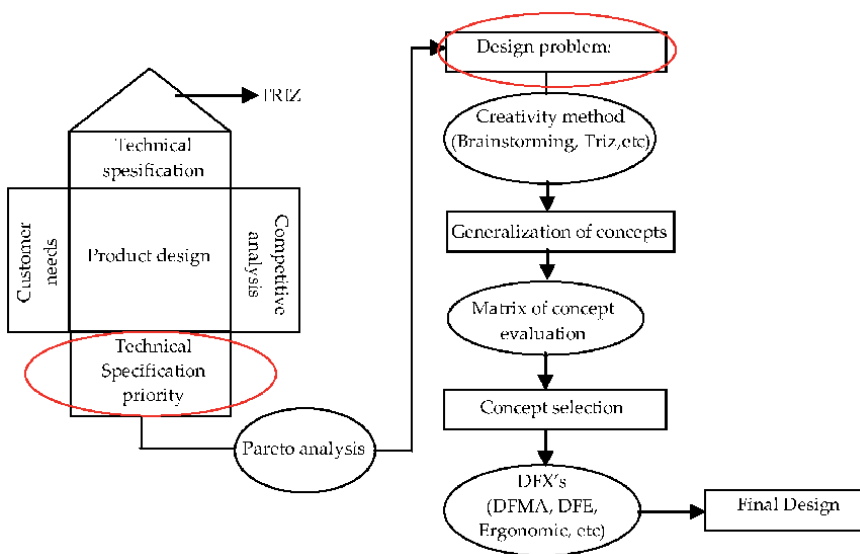 TRIZ
Technical
spesification
Customer
needs
Product design
Competitive
analysis
Technical
Specification
priority
Pareto analysis
Design problem:
Creativity method
(Brainstorming, Triz,etc)
Generalization of concepts
Matrix of concept
evaluation
Concept selection
DFX's
(DFMA, DFE,
Ergonomic, etc)
Final Design